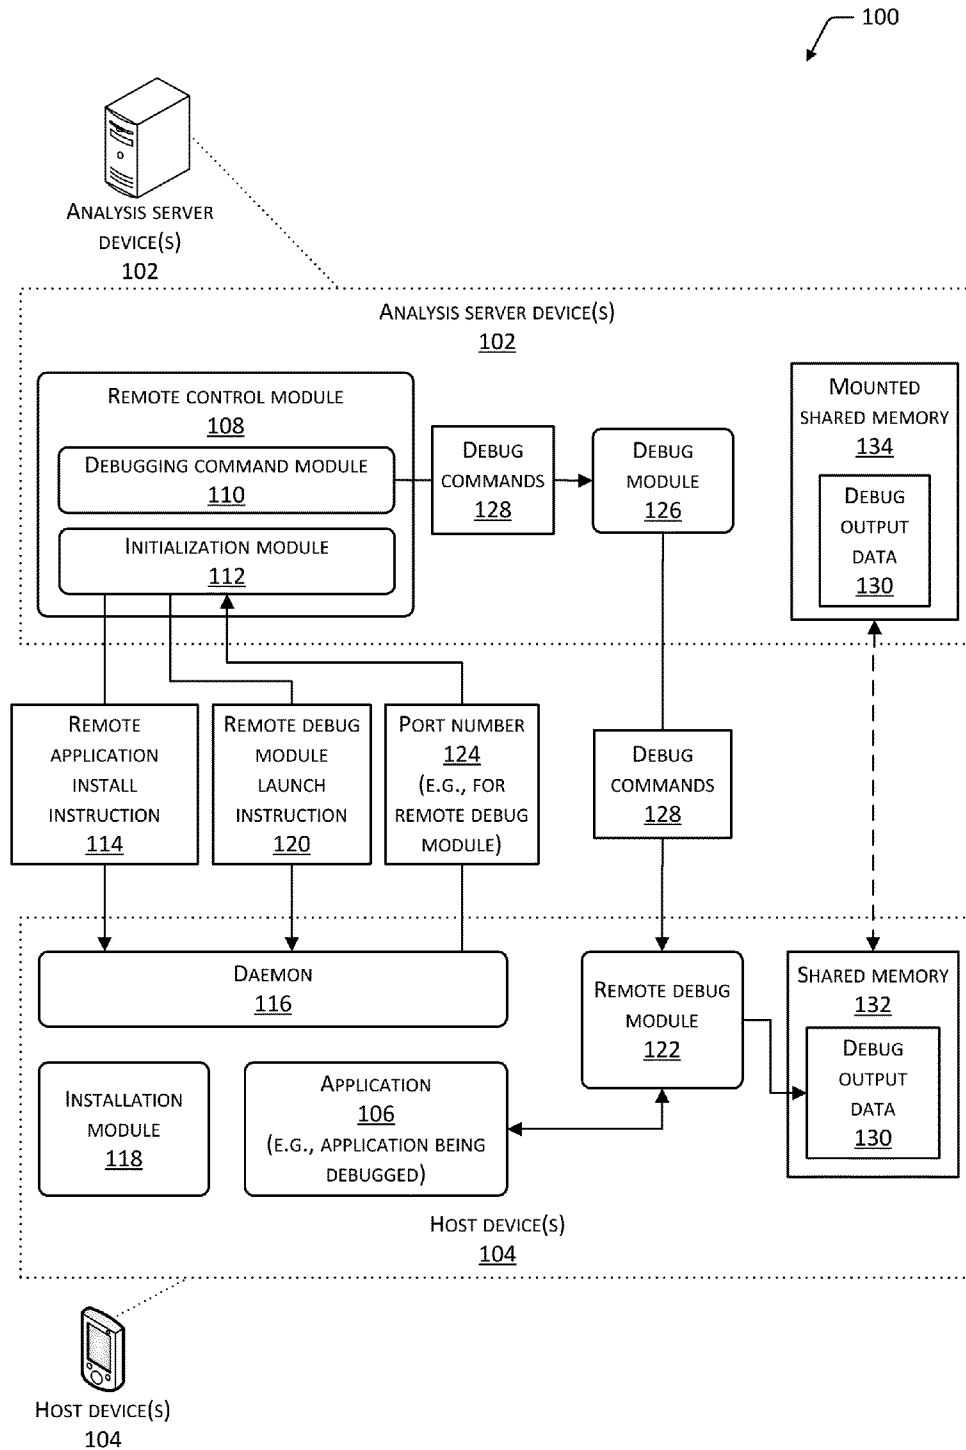 100
Analysis server
device(s)
102
Analysis server device(s)
102
Remote control module
108
Debugging command module
110
Initialization module
112
Debug
commands
128
Debug
module
126
Mounted
shared memory
134
Debug
output
data
130
Remote
application
install
instruction
114
Remote debug
module
launch
instruction
120
Port number
124
(e.g., for
remote debug
module)
Debug
commands
128
Daemon
116
Installation
module
118
Application
106
(e.g., application being
debugged)
Remote debug
module
122
Shared memory
132
Debug
output
data
130
Host device(s)
104
Host device(s)
104